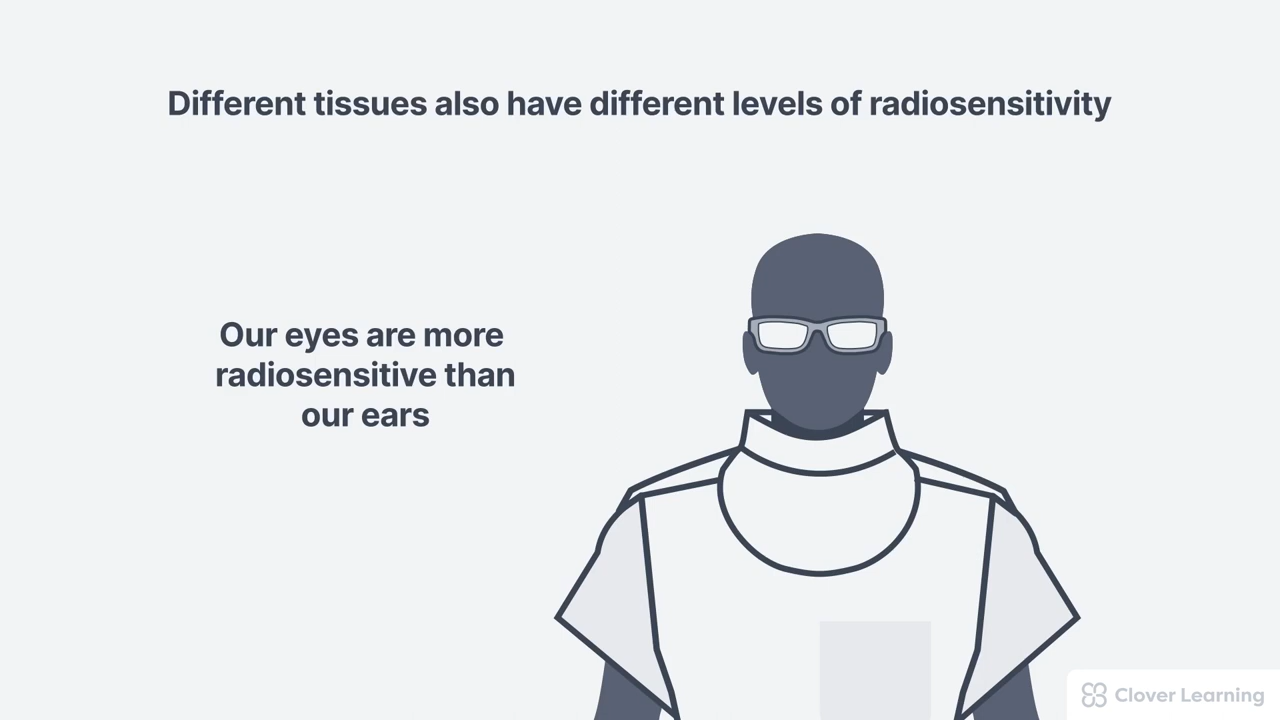 Different tissues also have different levels of radiosensitivity
Our eyes are more
radiosensitive than
our ears
Clover Learning